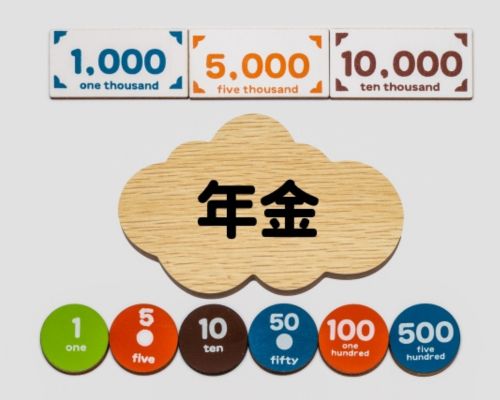 1,000
one thousand
5,000
five thousand
10,000
ten thousand
年金
1
one
5
five
10
ten
50
fifty
100
one
hundred
500
five
hundred